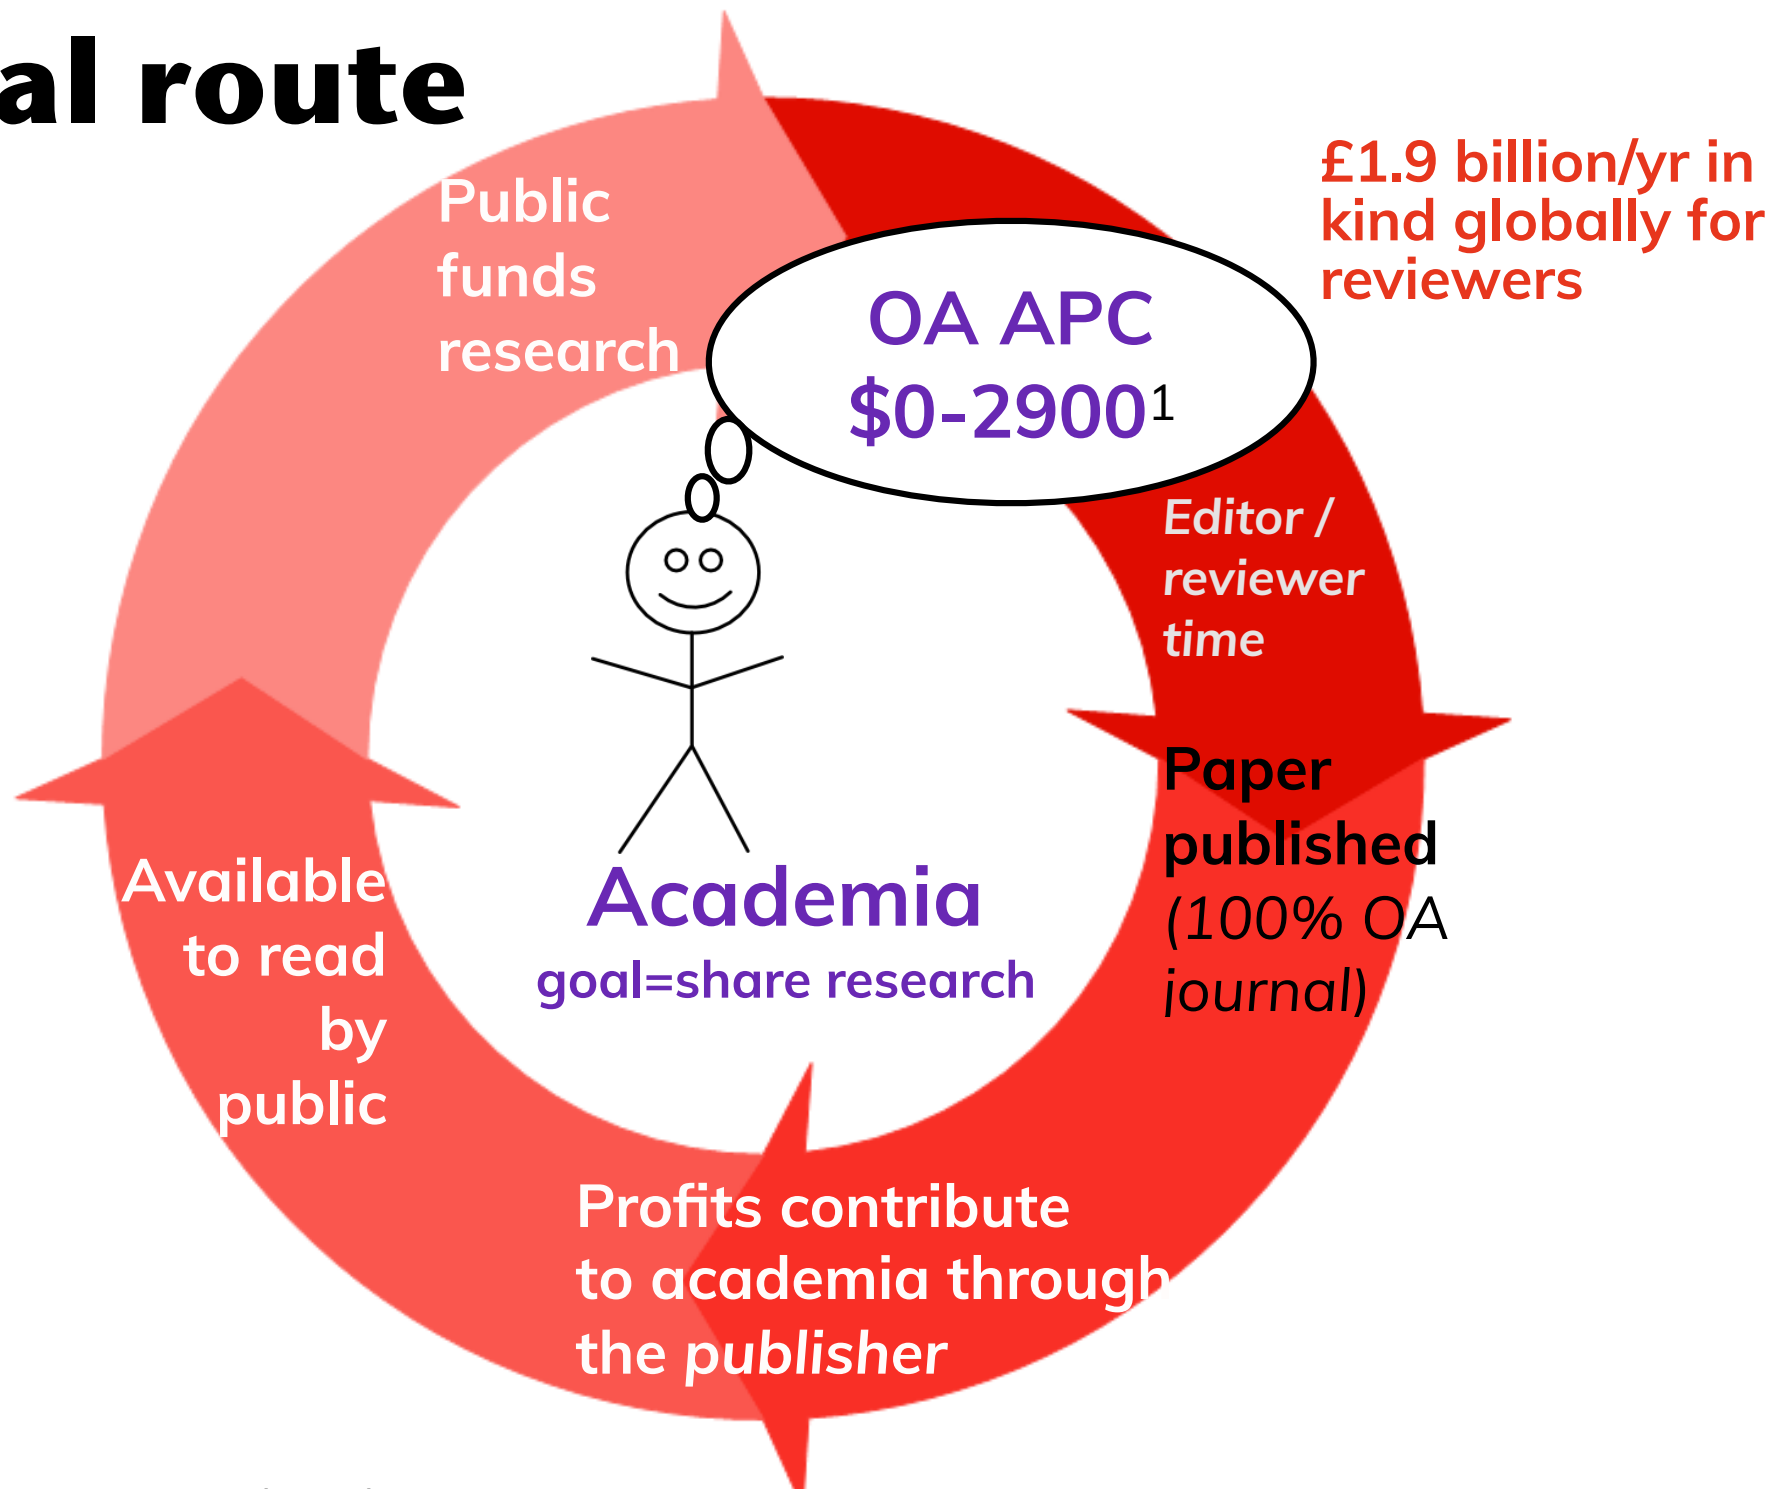 al route
Public
funds
research
£1.9 billion/yr in
kind globally for
reviewers
OA APC
$0-2900¹
Editor /
reviewer
time
Paper
published
(100% OA
journal)
Academia
goal=share research
Available
to read
by
public
Profits contribute
to academia through
the publisher